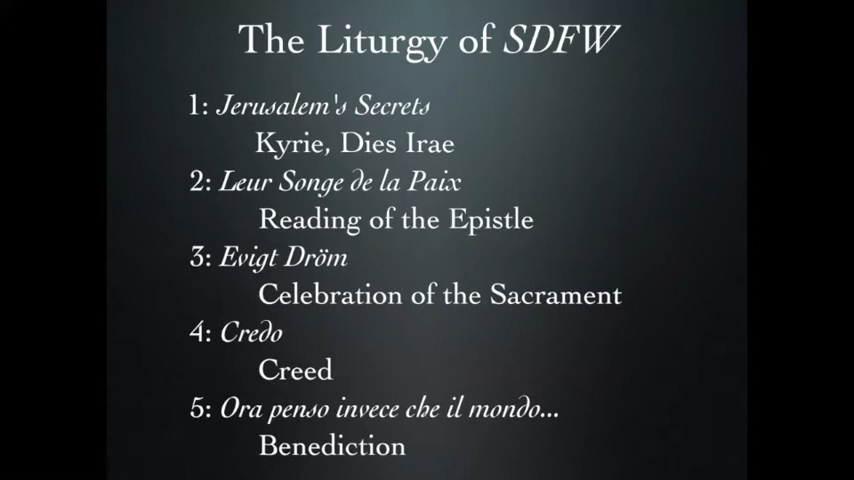 The Liturgy of SDFW
1: Jerusalem's Secrets
Kyrie, Dies Irae
2: Leur Songe de la Paix
Reading of the Epistle
3: Evigt Dröm
Celebration of the Sacrament
4: Credo
Creed
5: Ora penso invece che il mondo...
Benediction